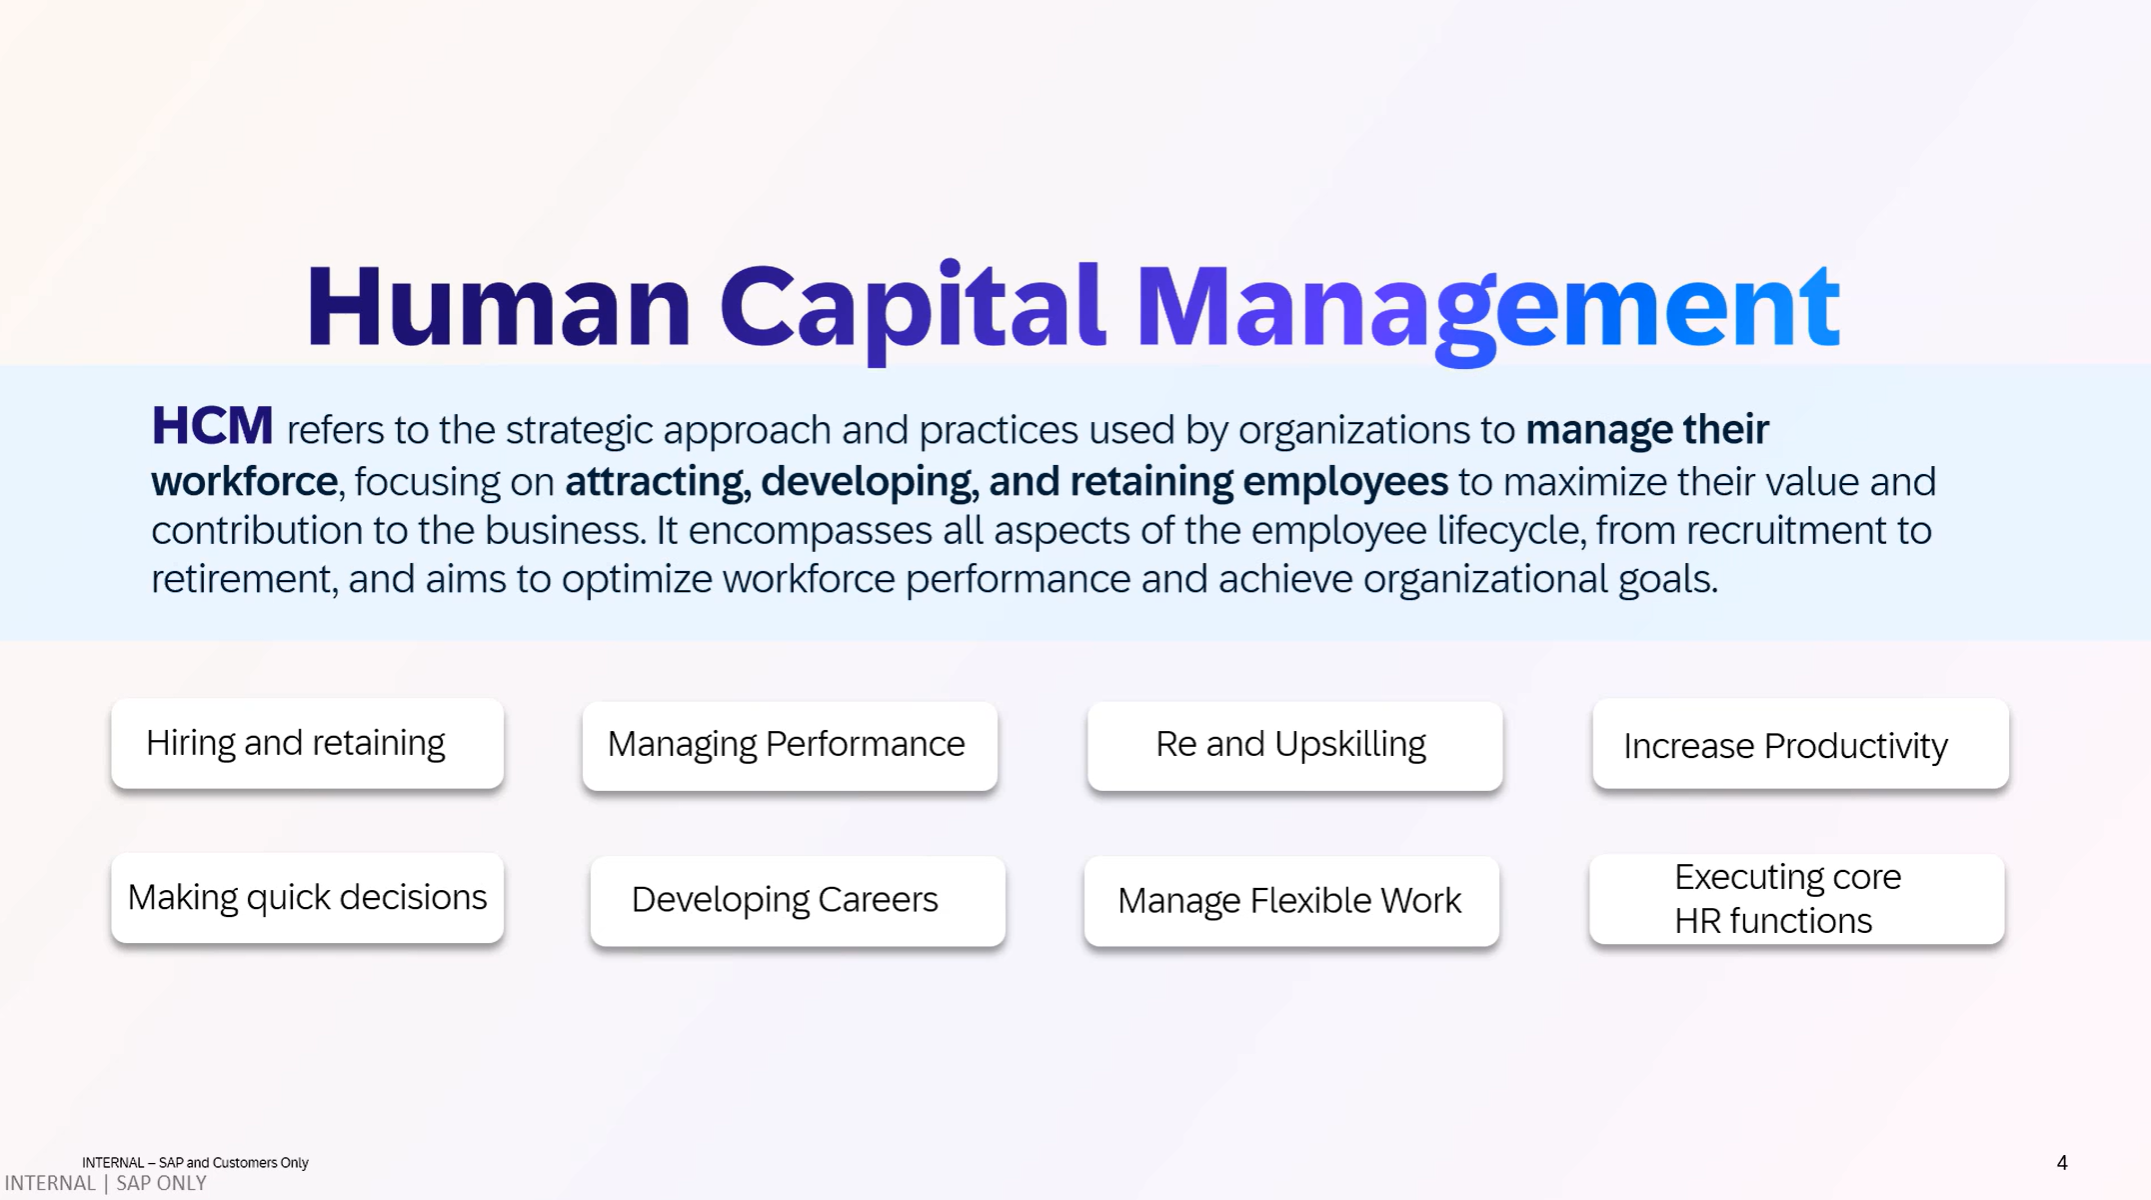 Human Capital Management
HCM refers to the strategic approach and practices used by organizations to manage their
workforce, focusing on attracting, developing, and retaining employees to maximize their value and
contribution to the business. It encompasses all aspects of the employee lifecycle, from recruitment to
retirement, and aims to optimize workforce performance and achieve organizational goals.
Hiring and retaining
Managing Performance
Re and Upskilling
Increase Productivity
Making quick decisions
Developing Careers
Manage Flexible Work
Executing core
HR functions
INTERNAL – SAP and Customers Only
4
INTERNAL | SAP ONLY